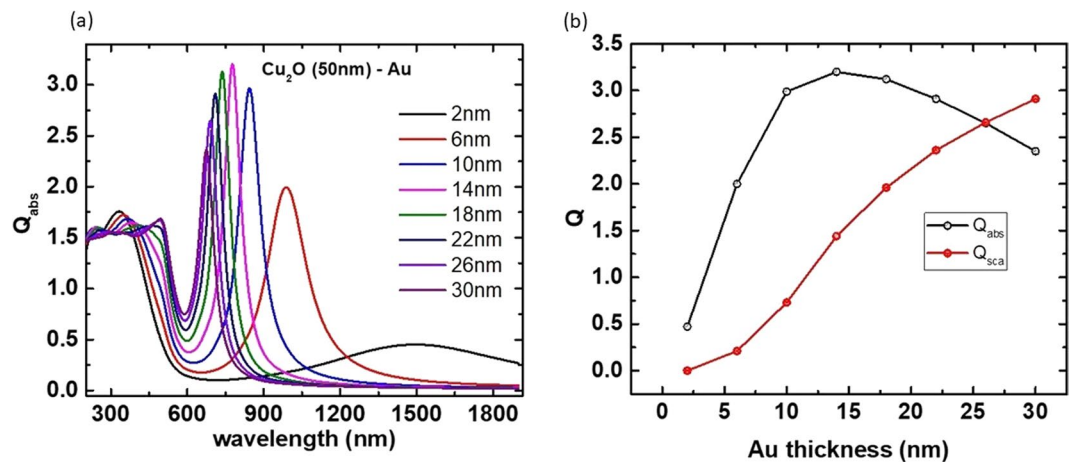 (a)
Cu2O (50nm) - Au
2nm
6nm
10nm
14nm
18nm
22nm
26nm
30nm
Qabs
3.0
2.5
2.0
1.5
1.0
0.5
0.0
300 600 900 1200 1500 1800
wavelength (nm)
(b)
Q
3.5
3.0
2.5
2.0
1.5
1.0
0.5
0.0
Qabs
Qsca
0 5 10 15 20 25 30
Au thickness (nm)